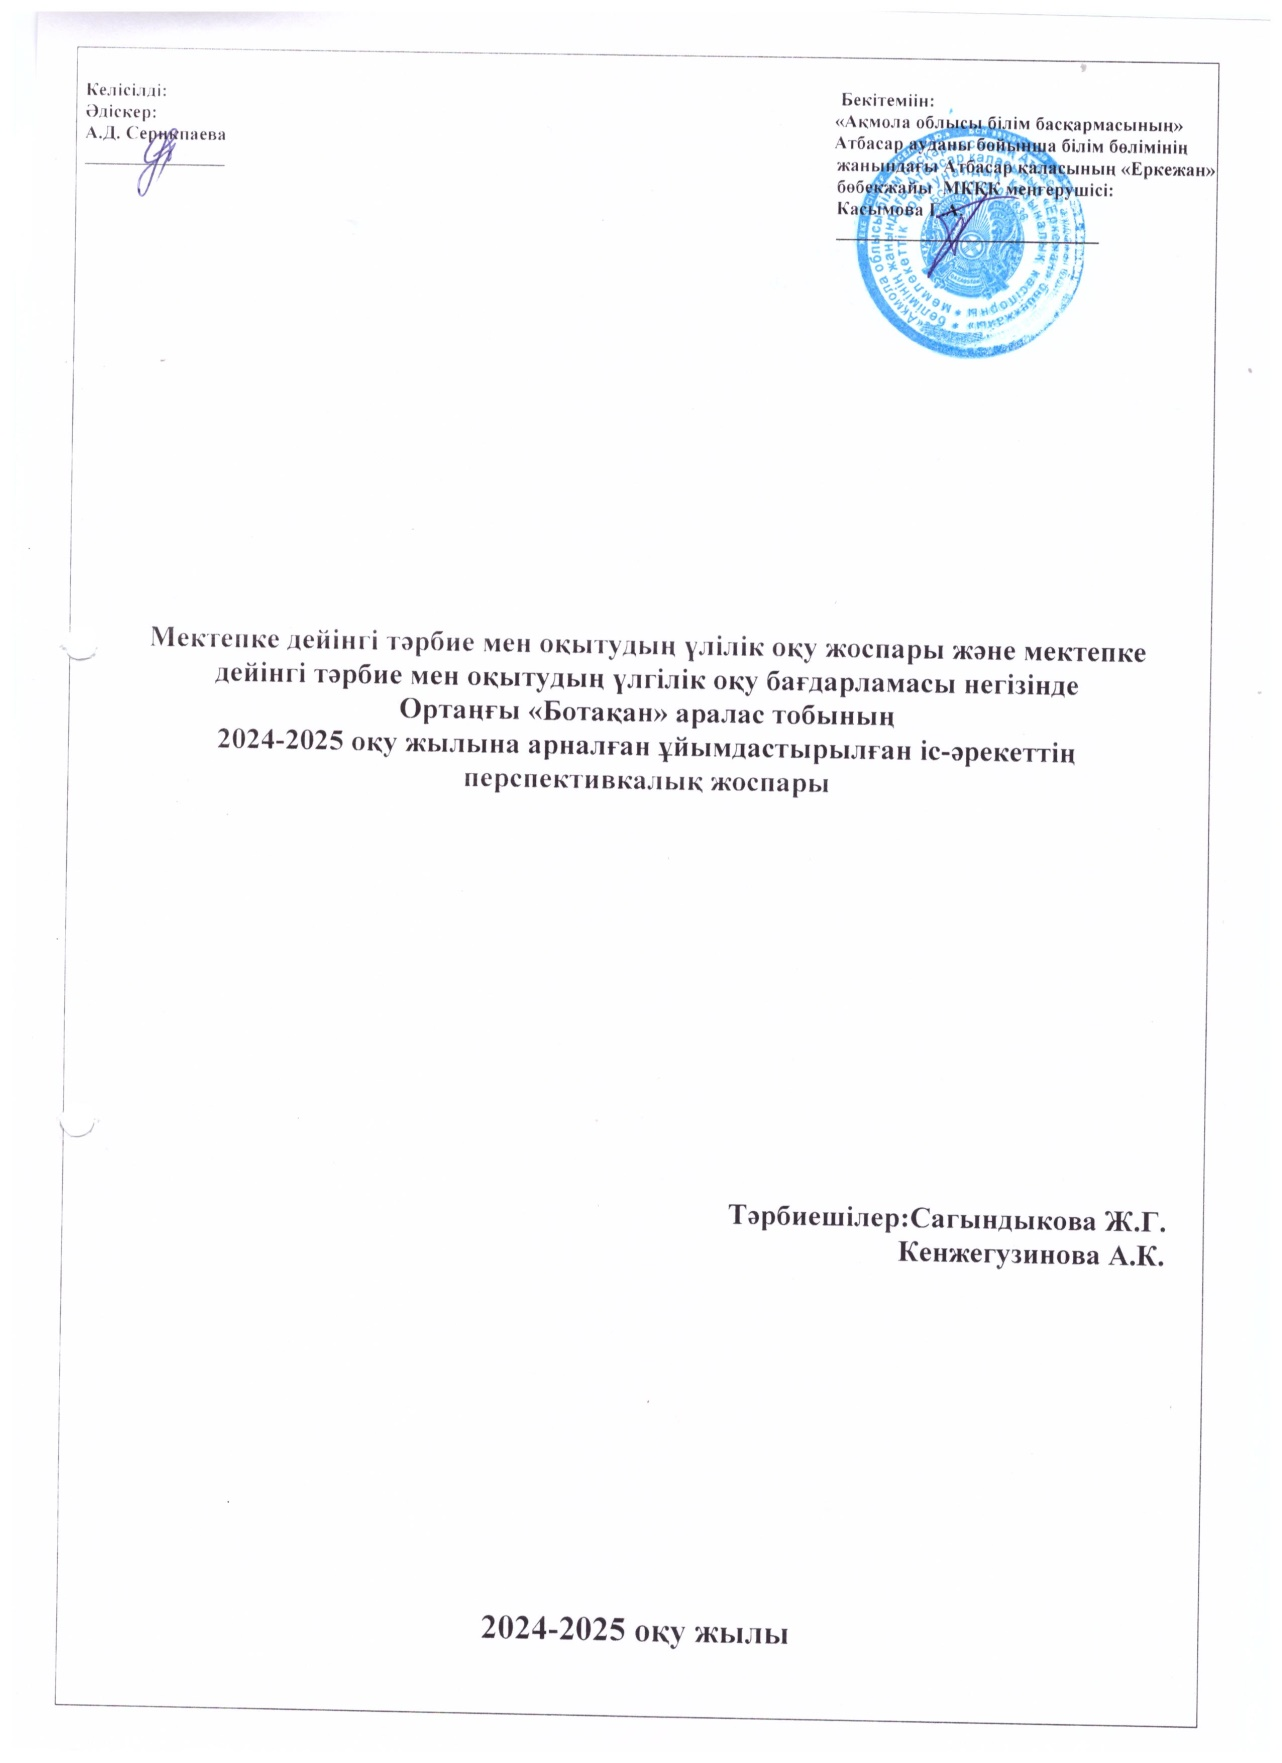 Келісілді:
Әдіскер:
А.Д.
Бекітеміін:
«Ақмола облысы білім басқармасының»
Атбасар ауданы бойынша білім бөлімінің
жанындағы Атбасар қаласының «Еркежан»
бөбекжайы МКҚК меңгерушісі:
Касымова Г.А.
Мектепке дейінгі тәрбие мен оқытудың үлілік оқу жоспары және мектепке
дейінгі тәрбие мен оқытудың үлгілік оқу бағдарламасы негізінде
Ортаңғы «Ботақан» аралас тобының
2024-2025 оқу жылына арналған ұйымдастырылған іс-әрекеттің
перспективкалық жоспары
Тәрбиешілер:Сагындыкова Ж.Г.
Кенжегузинова А.К.
2024-2025 оқу жылы